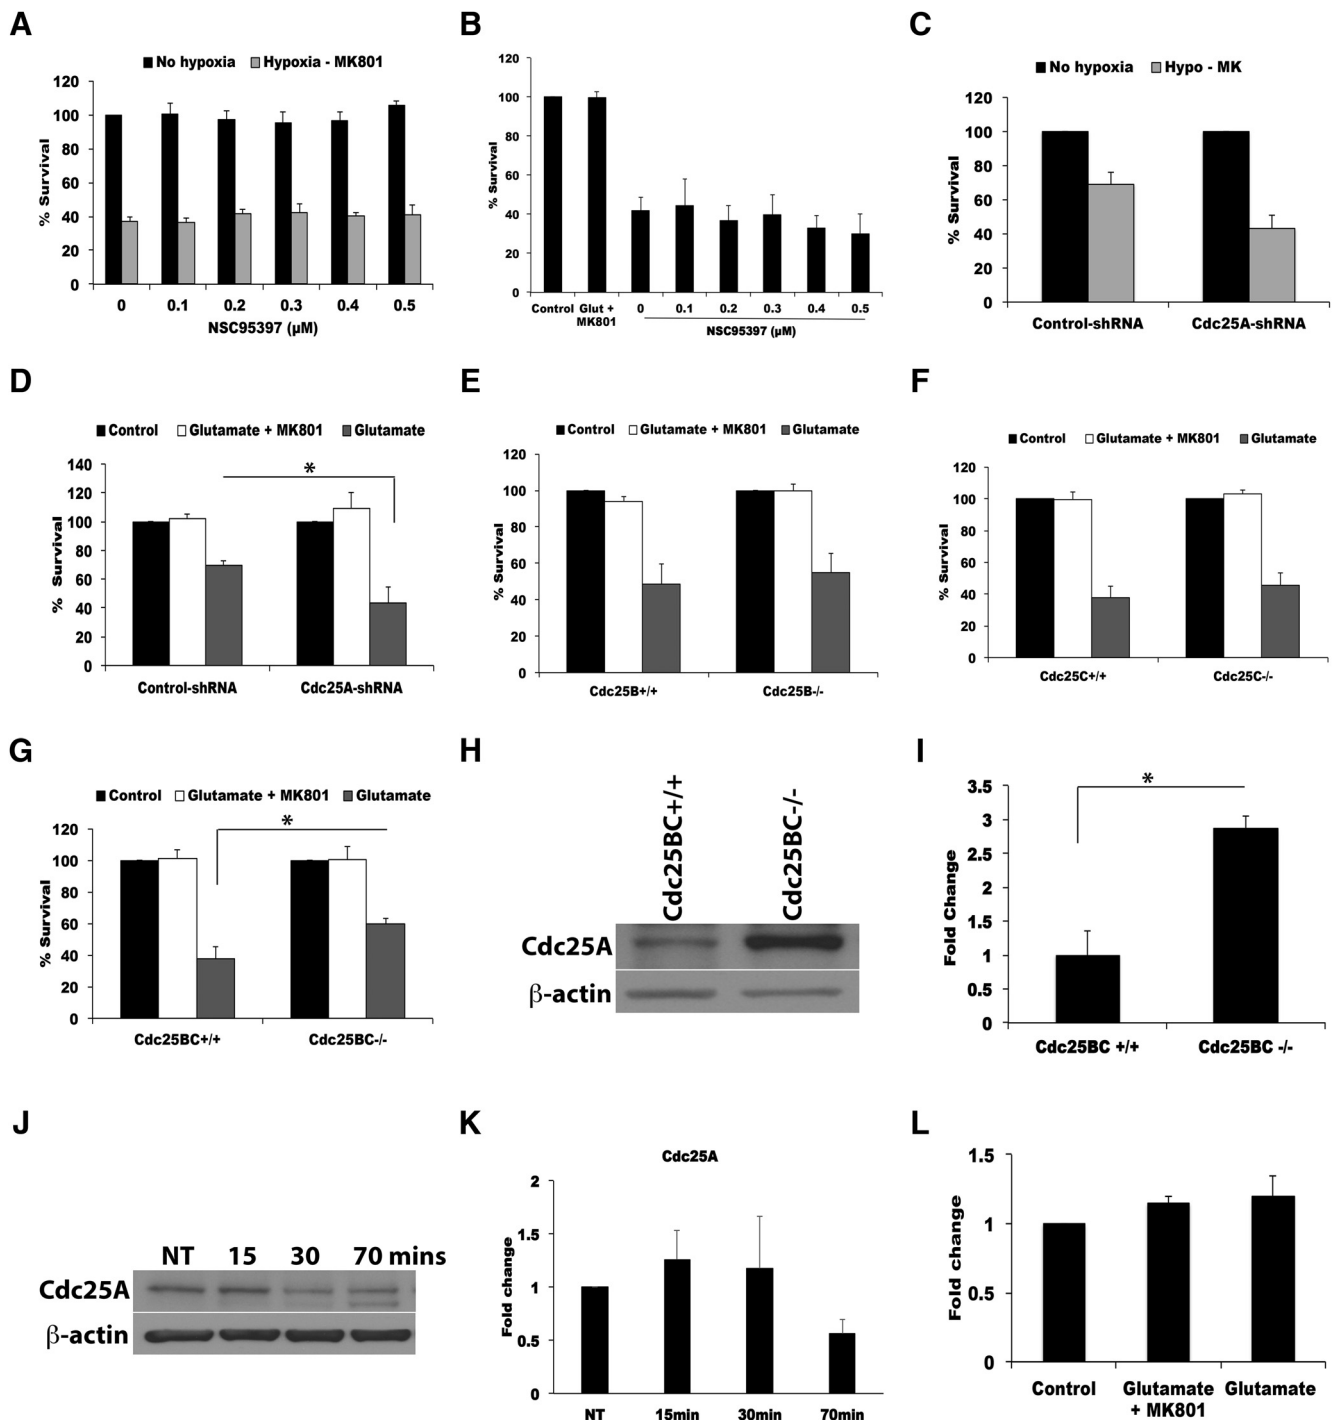 A
No hypoxia Hypoxia - MK801
% Survival
120
100
80
60
40
20
0
0 0.1 0.2 0.3 0.4 0.5
NSC95397 (µM)
B
% Survival
120
100
80
60
40
20
0
Control Glut + MK801 0 0.1 0.2 0.3 0.4 0.5
NSC95397 (µM)
C
No hypoxia Hypo - MK
% Survival
120
100
80
60
40
20
0
Control-shRNA Cdc25A-shRNA
D
Control Glutamate + MK801 Glutamate
% Survival
140
120
100
80
60
40
20
0
*
Control-shRNA Cdc25A-shRNA
E
Control Glutamate + MK801 Glutamate
% Survival
120
100
80
60
40
20
0
Cdc25B+/+ Cdc25B-/-
F
Control Glutamate + MK801 Glutamate
% Survival
120
100
80
60
40
20
0
Cdc25C+/+ Cdc25C-/-
G
Control Glutamate + MK801 Glutamate
% Survival
120
100
80
60
40
20
0
*
Cdc25BC+/+ Cdc25BC-/-
H
Cdc25BC+/+ Cdc25BC-/-
Cdc25A
β-actin
I
Fold Change
3.5
3
2.5
2
1.5
1
0.5
0
*
Cdc25BC +/+ Cdc25BC -/-
J
NT 15 30 70 mins
Cdc25A
β-actin
K
Cdc25A
Fold change
2
1.5
1
0.5
0
NT 15min 30min 70min
L
Fold change
1.5
1
0.5
0
Control Glutamate + MK801 Glutamate